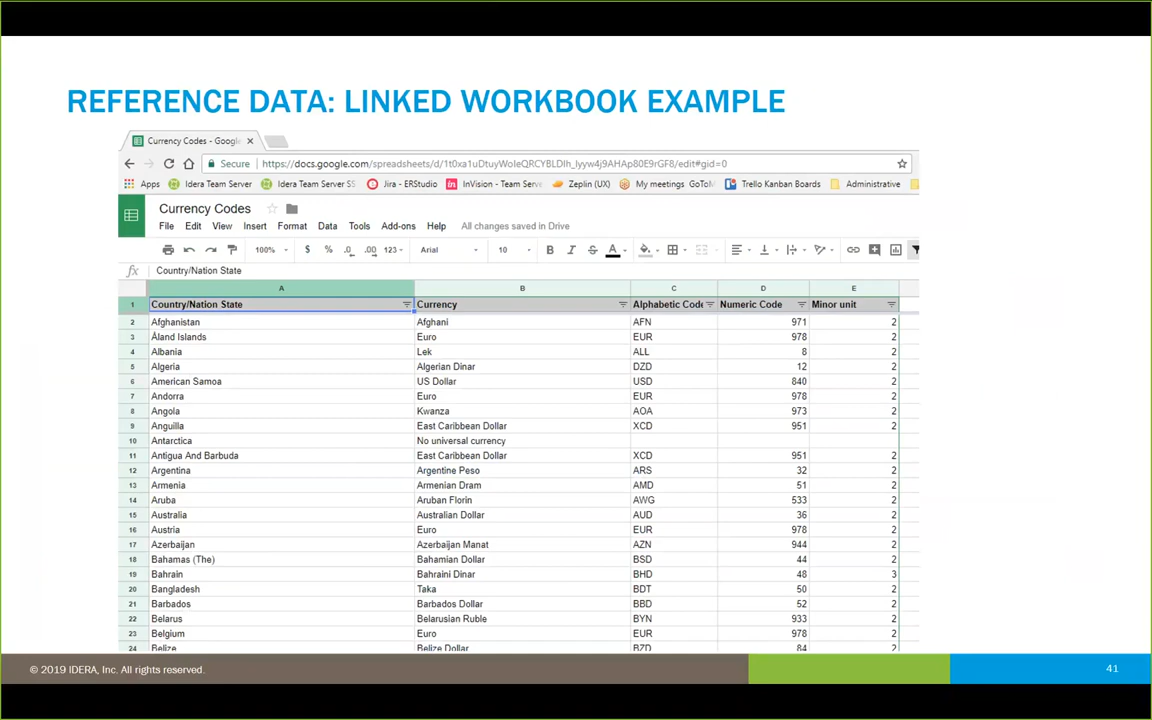 REFERENCE DATA: LINKED WORKBOOK EXAMPLE
Currency Codes - Google
Secure https://docs.google.com/spreadsheets/d/1t0xa1uDtuyWoIeQRCYBLDIh_Iyyw4j9AHAp80E9rGF8/edit#gid=0
Apps Idera Team Server Idera Team Server SS Jira - ERStudio InVision - Team Serve Zeplin (UX) My meetings GoToM Trello Kanban Boards Administrative
Currency Codes
File Edit View Insert Format Data Tools Add-ons Help All changes saved in Drive
100% $ % .0 .00 123 Arial 10 B I S A
fx Country/Nation State
A B C D E
1 Country/Nation State Currency Alphabetic Code Numeric Code Minor unit
2 Afghanistan Afghani AFN 971 2
3 Åland Islands Euro EUR 978 2
4 Albania Lek ALL 8 2
5 Algeria Algerian Dinar DZD 12 2
6 American Samoa US Dollar USD 840 2
7 Andorra Euro EUR 978 2
8 Angola Kwanza AOA 973 2
9 Anguilla East Caribbean Dollar XCD 951 2
10 Antarctica No universal currency
11 Antigua And Barbuda East Caribbean Dollar XCD 951 2
12 Argentina Argentine Peso ARS 32 2
13 Armenia Armenian Dram AMD 51 2
14 Aruba Aruban Florin AWG 533 2
15 Australia Australian Dollar AUD 36 2
16 Austria Euro EUR 978 2
17 Azerbaijan Azerbaijan Manat AZN 944 2
18 Bahamas (The) Bahamian Dollar BSD 44 2
19 Bahrain Bahraini Dinar BHD 48 3
20 Bangladesh Taka BDT 50 2
21 Barbados Barbados Dollar BBD 52 2
22 Belarus Belarusian Ruble BYN 933 2
23 Belgium Euro EUR 978 2
24 Belize Belize Dollar BZD 84 2
© 2019 IDERA, Inc. All rights reserved.
41